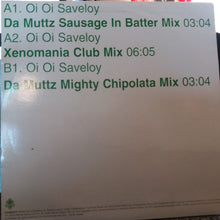 A1. Oi Oi Saveloy
Da Muttz Sausage In Batter Mix 03:04
A2. Oi Oi Saveloy
Xenomania Club Mix 06:05
B1. Oi Oi Saveloy
Da Muttz Mighty Chipolata Mix 03:04